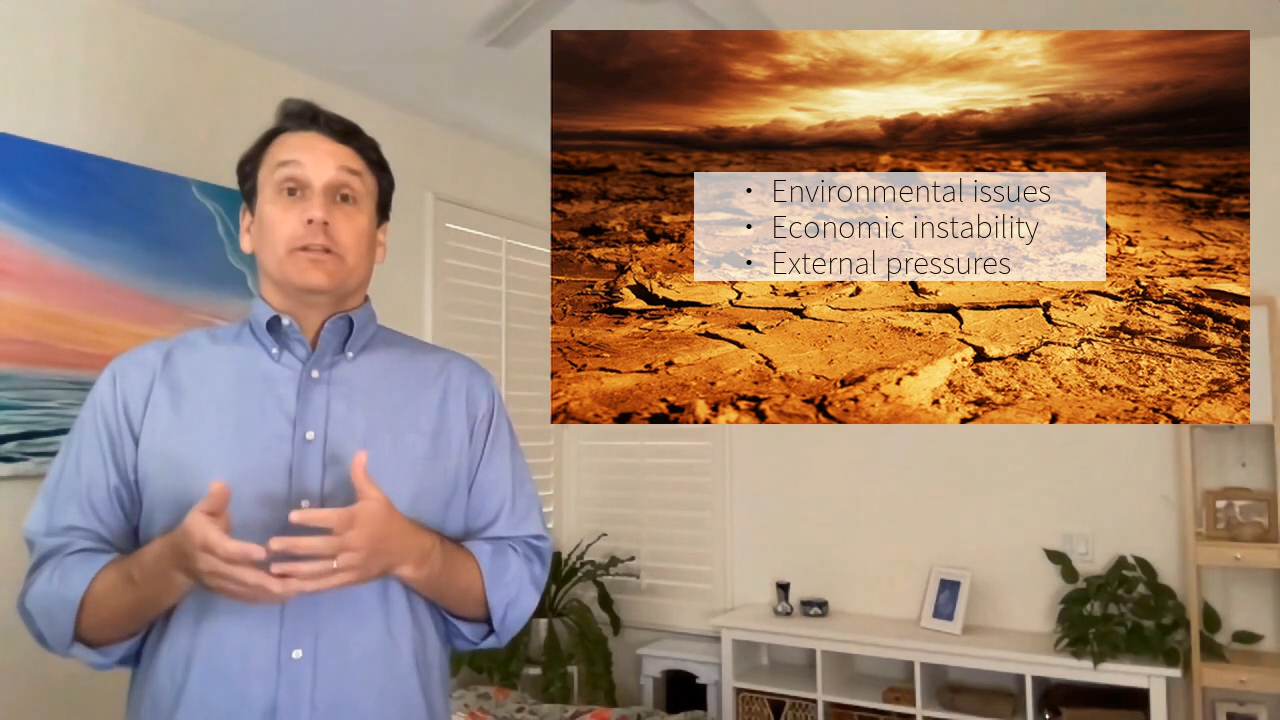 • Environmental issues
• Economic instability
• External pressures